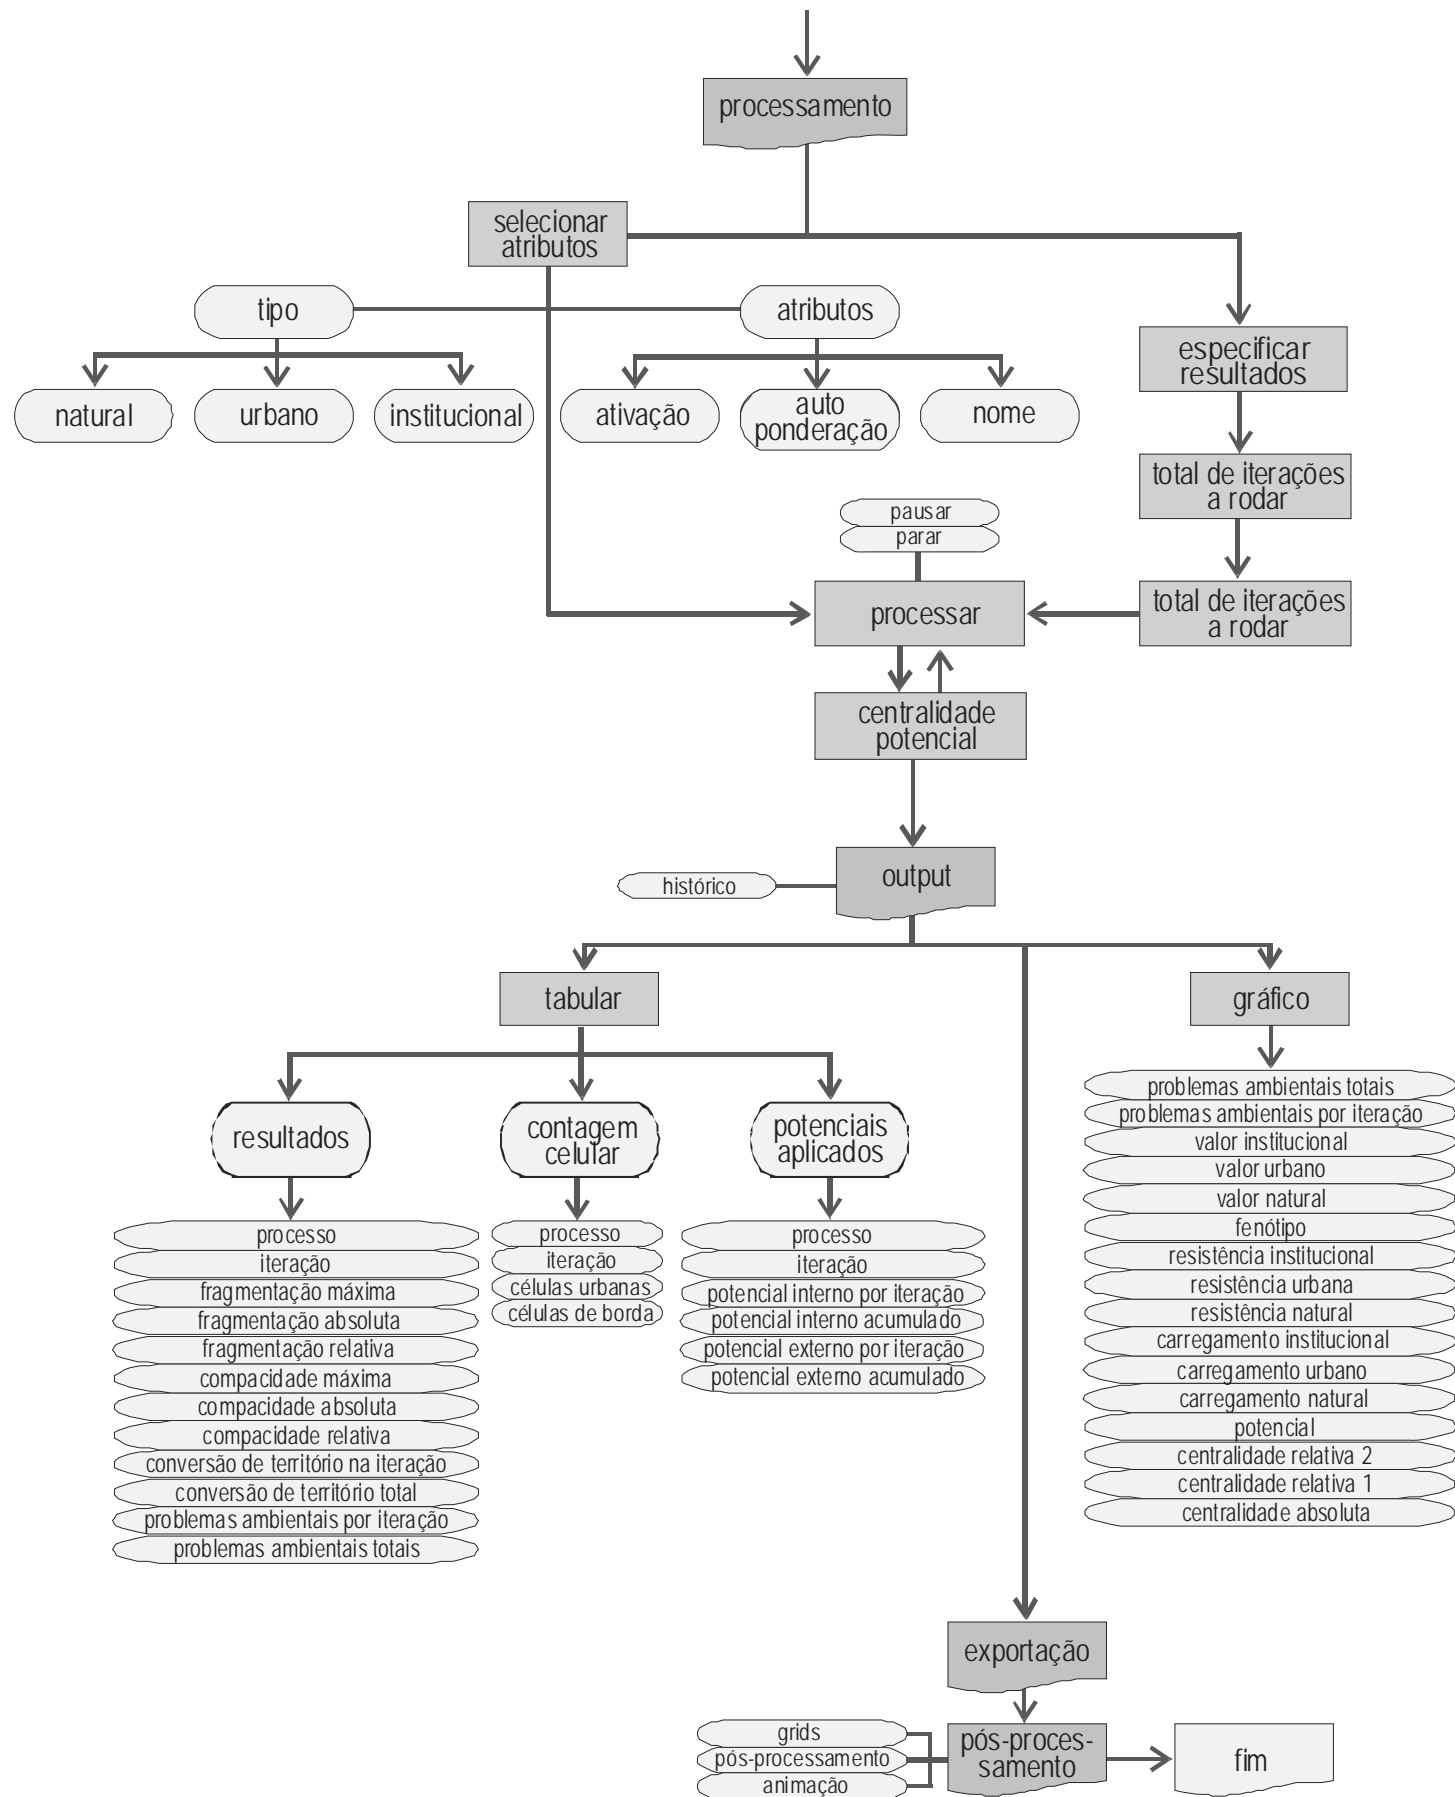 processamento
selecionar
atributos
tipo
atributos
especificar
resultados
natural
urbano
institucional
ativação
auto
ponderação
nome
total de iterações
a rodar
pausar
parar
processar
total de iterações
a rodar
centralidade
potencial
histórico
output
tabular
gráfico
resultados
contagem
celular
potenciais
aplicados
processo
iteração
fragmentação máxima
fragmentação absoluta
fragmentação relativa
compacidade máxima
compacidade absoluta
compacidade relativa
conversão de território na iteração
conversão de território total
problemas ambientais por iteração
problemas ambientais totais
processo
iteração
células urbanas
células de borda
processo
iteração
potencial interno por iteração
potencial interno acumulado
potencial externo por iteração
potencial externo acumulado
problemas ambientais totais
problemas ambientais por iteração
valor institucional
valor urbano
valor natural
fenótipo
resistência institucional
resistência urbana
resistência natural
carregamento institucional
carregamento urbano
carregamento natural
potencial
centralidade relativa 2
centralidade relativa 1
centralidade absoluta
exportação
grids
pós-processamento
animação
pós-proces-
samento
fim